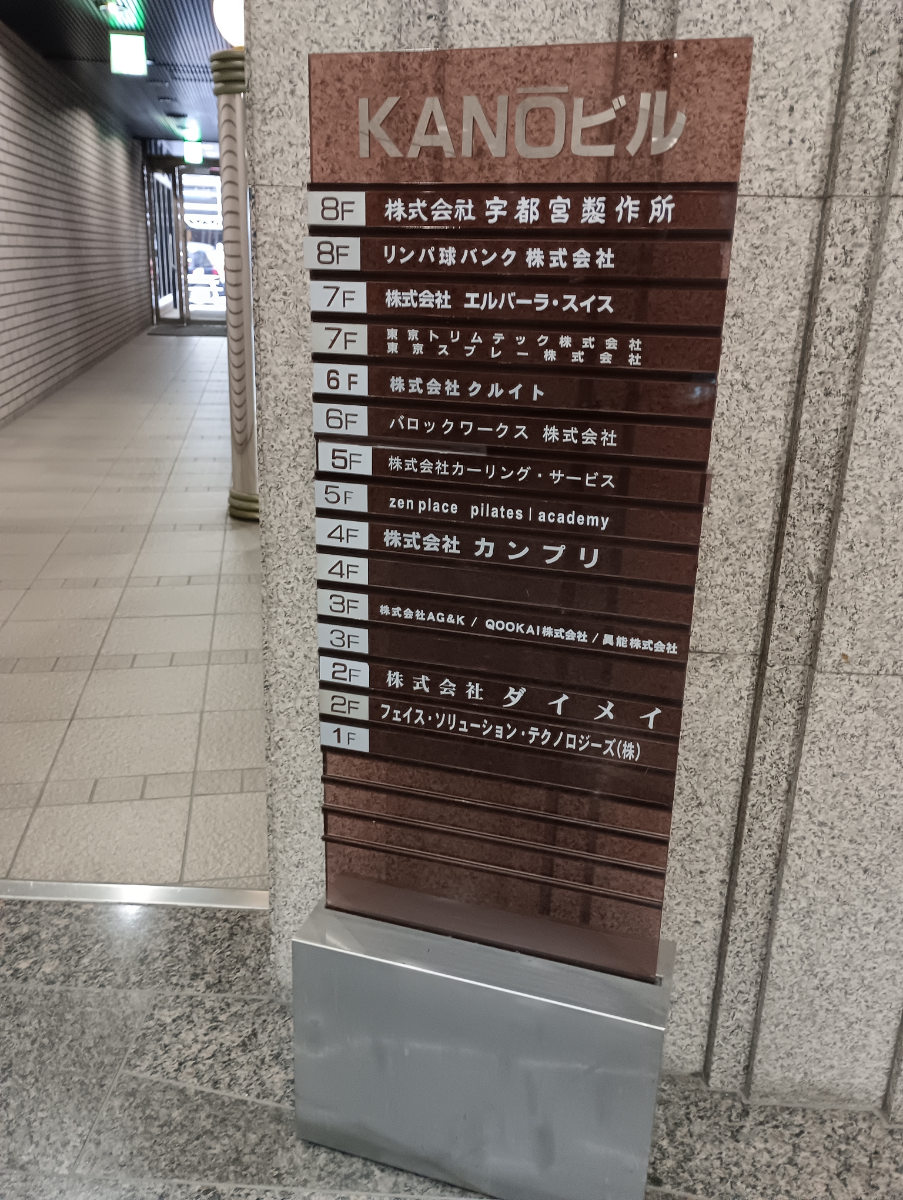 KANŌビル
8F 株式会社 宇都宮製作所
8F リンパ球バンク 株式会社
7F 株式会社 エルバーラ・スイス
7F 東京トリムテック株式会社
東京スプレー株式会社
6F 株式会社 クルイト
6F バロックワークス 株式会社
5F 株式会社カーリング・サービス
5F zen place pilates | academy
4F 株式会社 カンプリ
4F
3F 株式会社AG&K / QOOKAI株式会社 / 異能株式会社
3F
2F 株式会社 ダイメイ
2F フェイス・ソリューション・テクノロジーズ(株)
1F